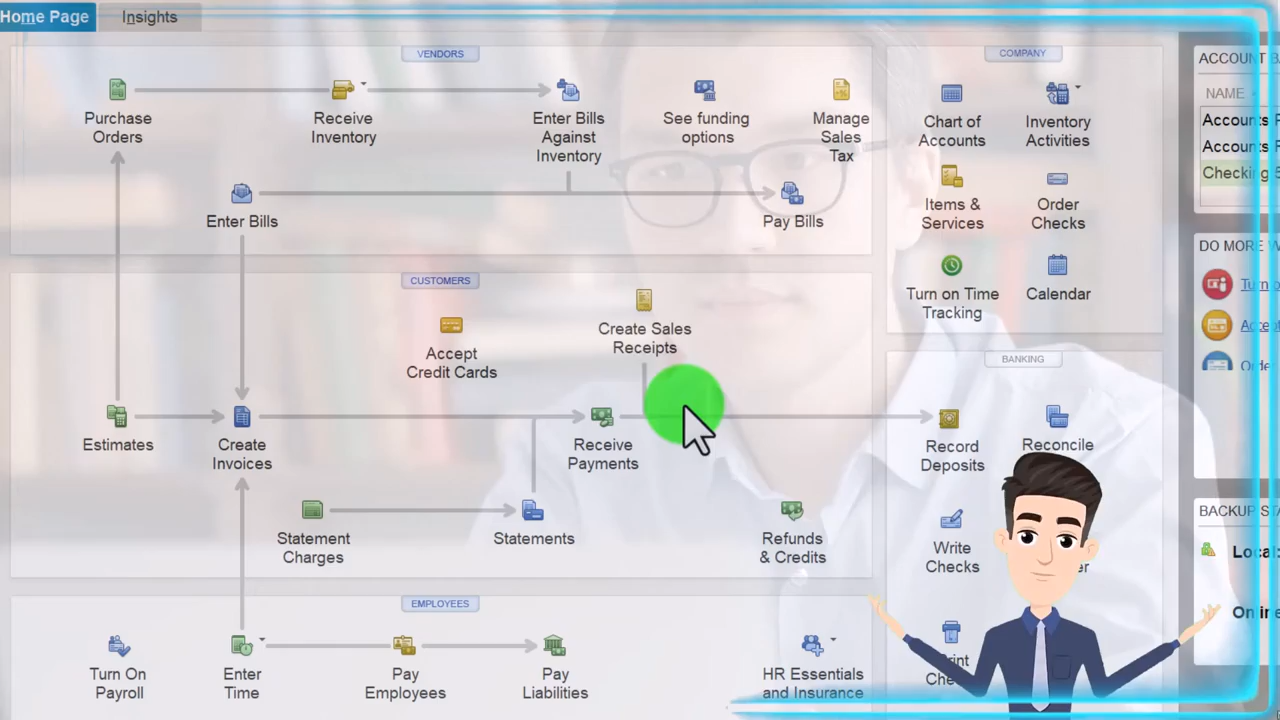 Home Page
Insights
VENDORS
Purchase
Orders
Receive
Inventory
Enter Bills
Against
Inventory
See funding
options
Manage
Sales
Tax
Enter Bills
Pay Bills
CUSTOMERS
Create Sales
Receipts
Accept
Credit Cards
Estimates
Create
Invoices
Receive
Payments
Statement
Charges
Statements
Refunds
& Credits
EMPLOYEES
Turn On
Payroll
Enter
Time
Pay
Employees
Pay
Liabilities
HR Essentials
and Insurance
COMPANY
Chart of
Accounts
Inventory
Activities
Items &
Services
Order
Checks
Turn on Time
Tracking
Calendar
BANKING
Record
Deposits
Reconcile
Write
Checks
ACCOUNT
NAME
Accounts
Accounts
Checking
DO MORE
BACKUP